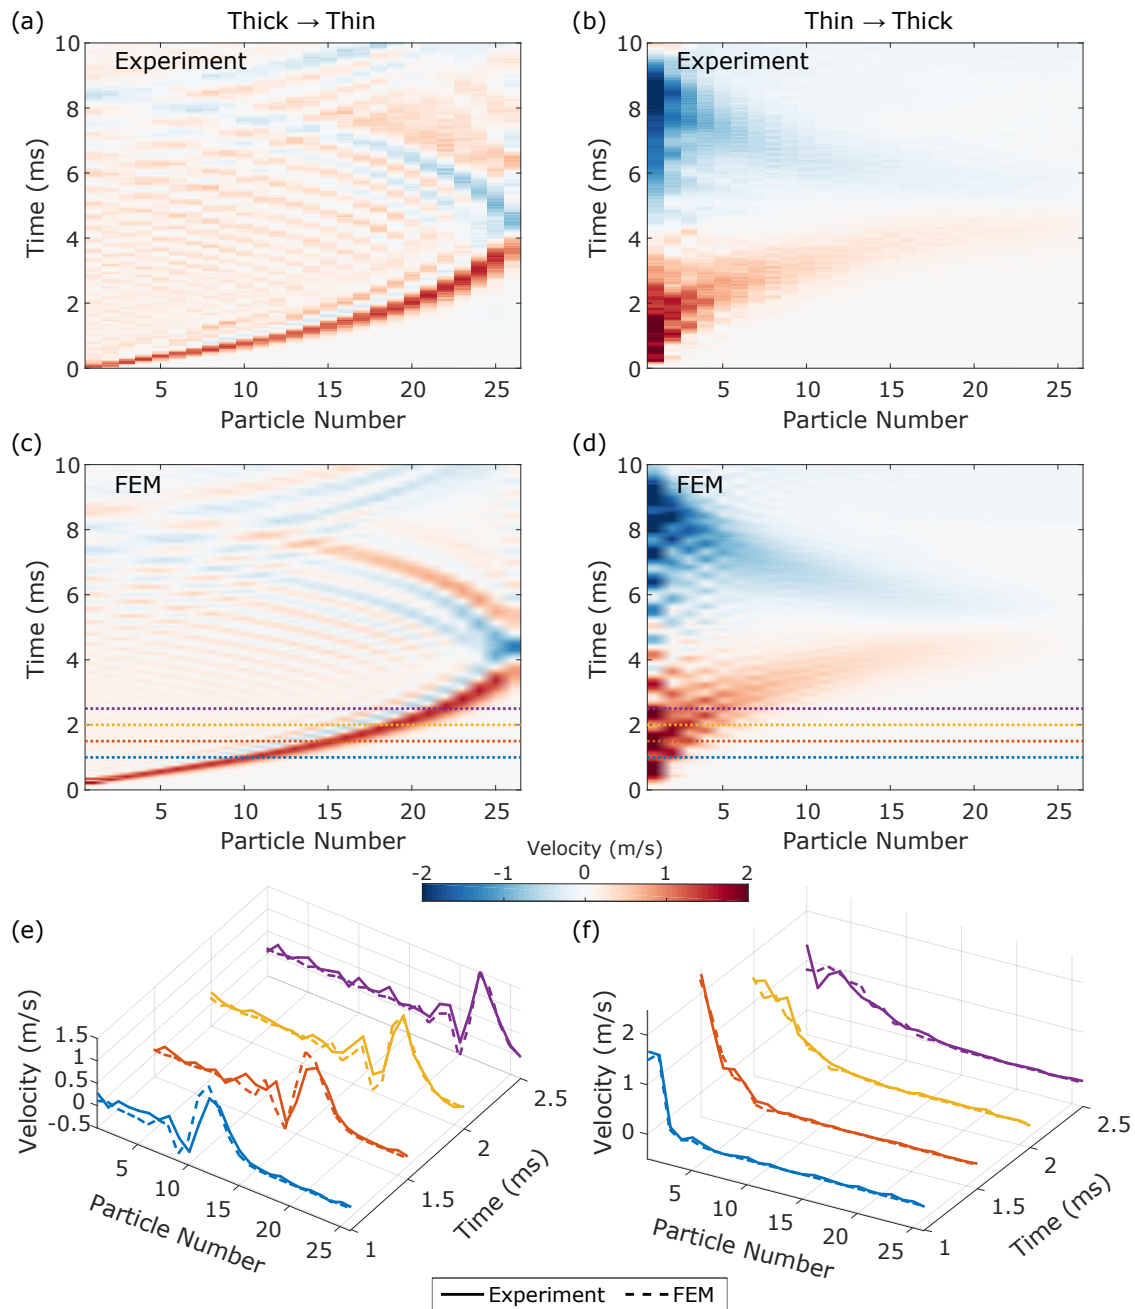 (a) Thick → Thin
(b) Thin → Thick
Experiment
Experiment
10
8
6
4
2
0
Time (ms)
5 10 15 20 25
Particle Number
10
8
6
4
2
0
Time (ms)
5 10 15 20 25
Particle Number
(c)
(d)
FEM
FEM
10
8
6
4
2
0
Time (ms)
5 10 15 20 25
Particle Number
10
8
6
4
2
0
Time (ms)
5 10 15 20 25
Particle Number
Velocity (m/s)
-2 -1 0 1 2
(e)
(f)
1.5
1
0.5
0
-0.5
Velocity (m/s)
5 10 15 20 25
Particle Number
1 1.5 2 2.5
Time (ms)
2
1
0
Velocity (m/s)
5 10 15 20 25
Particle Number
1 1.5 2 2.5
Time (ms)
Experiment FEM